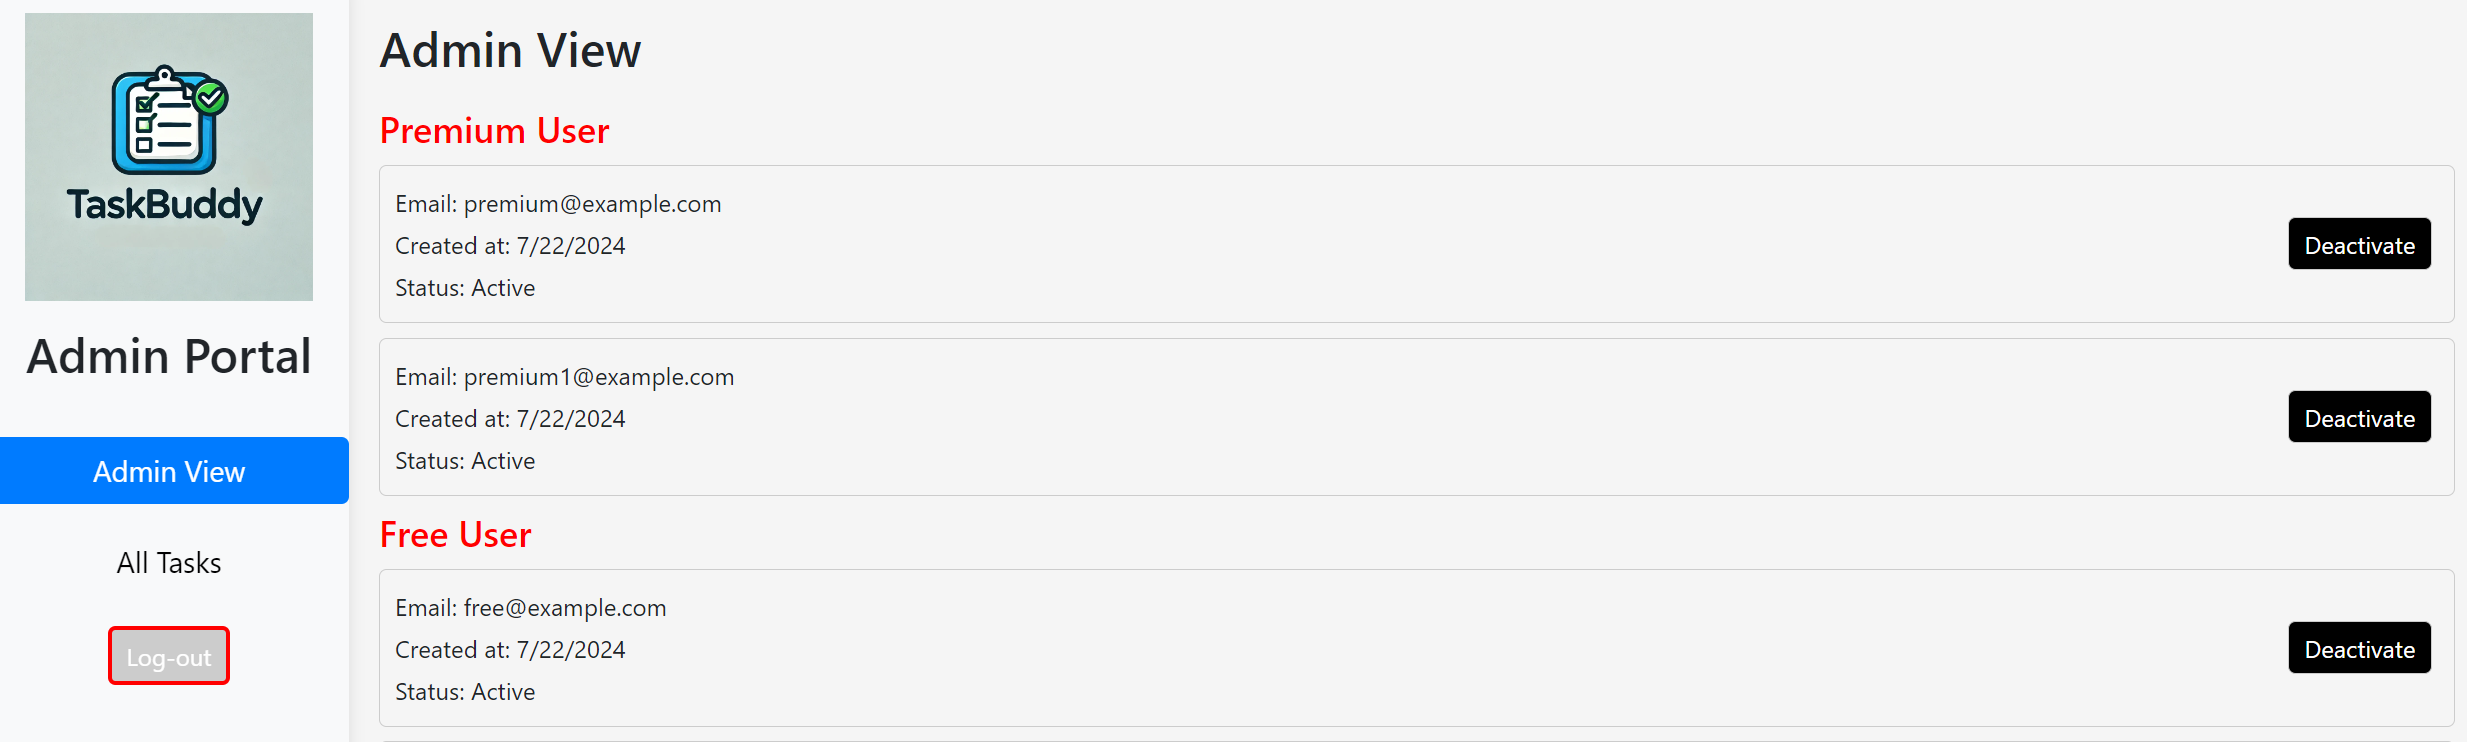 TaskBuddy
Admin Portal
Admin View
All Tasks
Log-out
Admin View
Premium User
Email: premium@example.com
Created at: 7/22/2024
Status: Active
Deactivate
Email: premium1@example.com
Created at: 7/22/2024
Status: Active
Deactivate
Free User
Email: free@example.com
Created at: 7/22/2024
Status: Active
Deactivate